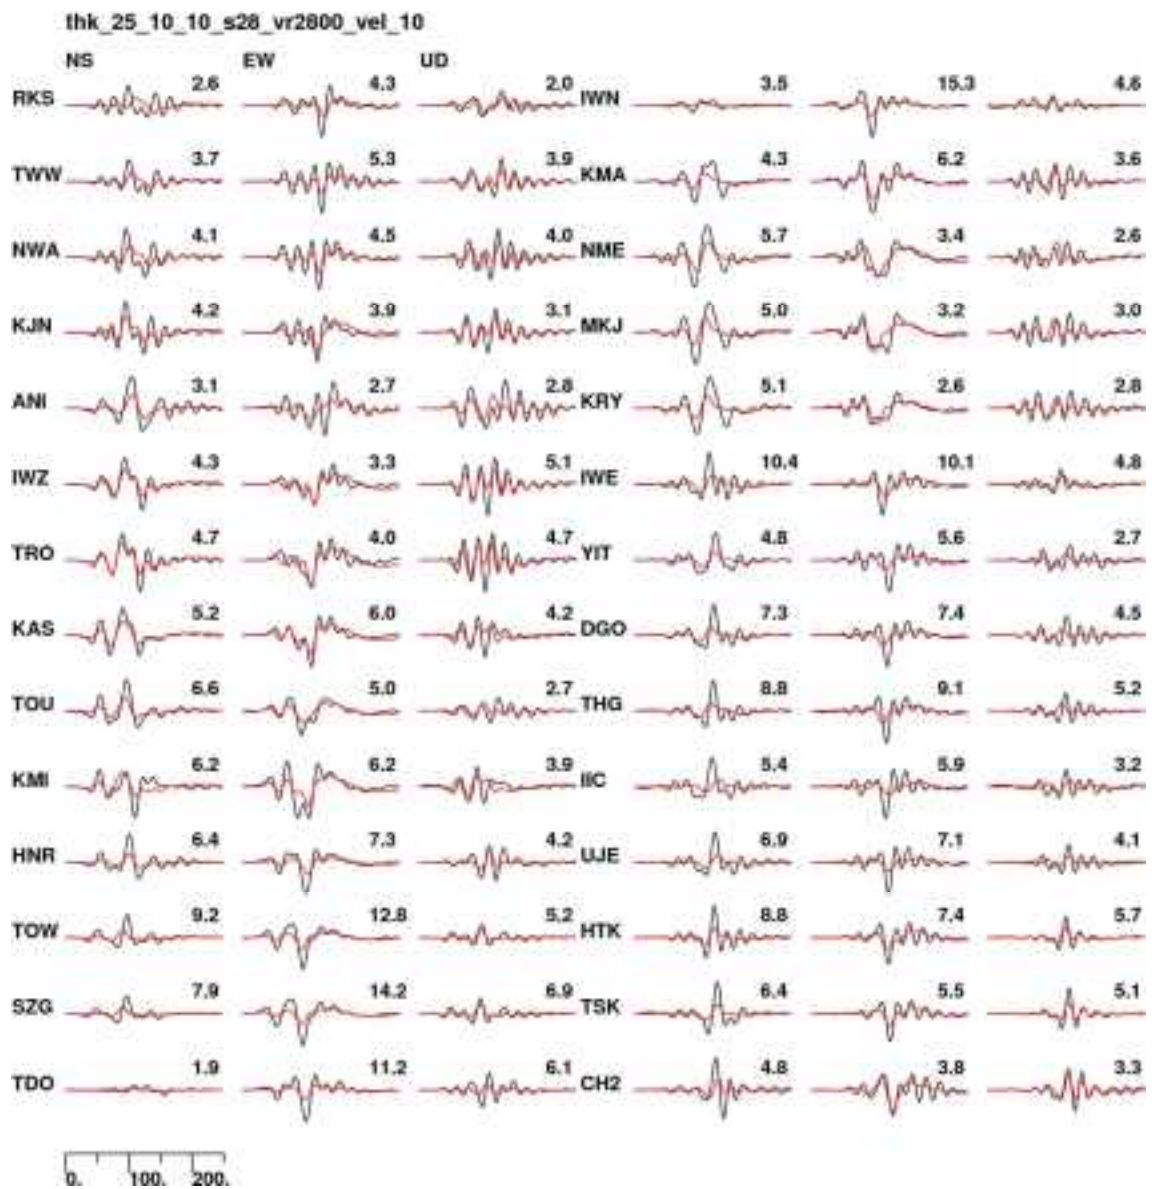 thk_25_10_10_s28_vr2800_vel_10
NS EW UD
RKS 2.6 4.3 2.0 IWN 3.5 15.3 4.6
TWW 3.7 5.3 3.9 KMA 4.3 6.2 3.6
NWA 4.1 4.5 4.0 NME 5.7 3.4 2.6
KJN 4.2 3.9 3.1 MKJ 5.0 3.2 3.0
ANI 3.1 2.7 2.8 KRY 5.1 2.6 2.8
IWZ 4.3 3.3 5.1 IWE 10.4 10.1 4.8
TRO 4.7 4.0 4.7 YIT 4.8 5.6 2.7
KAS 5.2 6.0 4.2 DGO 7.3 7.4 4.5
TOU 6.6 5.0 2.7 THG 8.8 9.1 5.2
KMI 6.2 6.2 3.9 IIC 5.4 5.9 3.2
HNR 6.4 7.3 4.2 UJE 6.9 7.1 4.1
TOW 9.2 12.8 5.2 HTK 8.8 7.4 5.7
SZG 7.9 14.2 6.9 TSK 6.4 5.5 5.1
TDO 1.9 11.2 6.1 CH2 4.8 3.8 3.3
0. 100. 200.